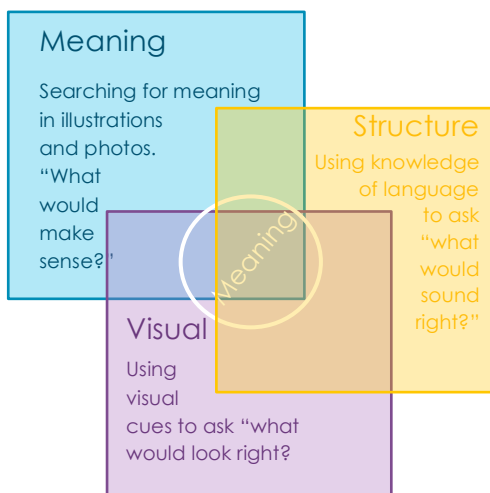 Meaning
Searching for meaning
in illustrations
and photos.
“What
would
make
sense?”
Structure
Using knowledge
of language
to ask
“what
would
sound
right?”
Meaning
Visual
Using
visual
cues to ask “what
would look right?